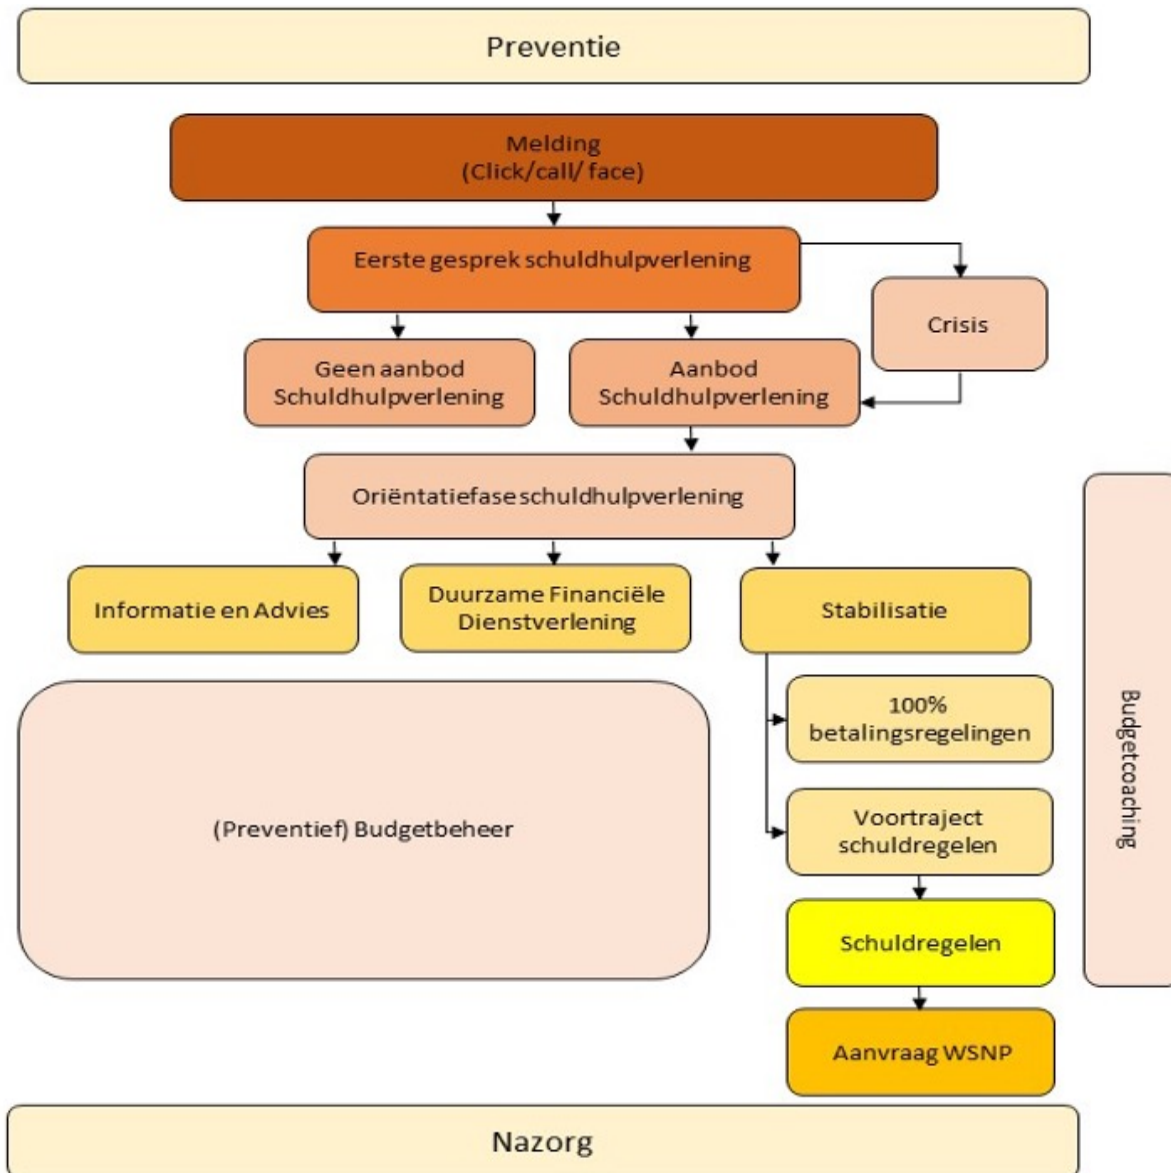 Preventie
Melding
(Click/call/ face)
Eerste gesprek schuldhulpverlening
Crisis
Geen aanbod
Schuldhulpverlening
Aanbod
Schuldhulpverlening
Oriëntatiefase schuldhulpverlening
Informatie en Advies
Duurzame Financiële
Dienstverlening
Stabilisatie
100%
betalingsregelingen
Budgetcoaching
(Preventief) Budgetbeheer
Voortraject
schuldregelen
Schuldregelen
Aanvraag WSNP
Nazorg